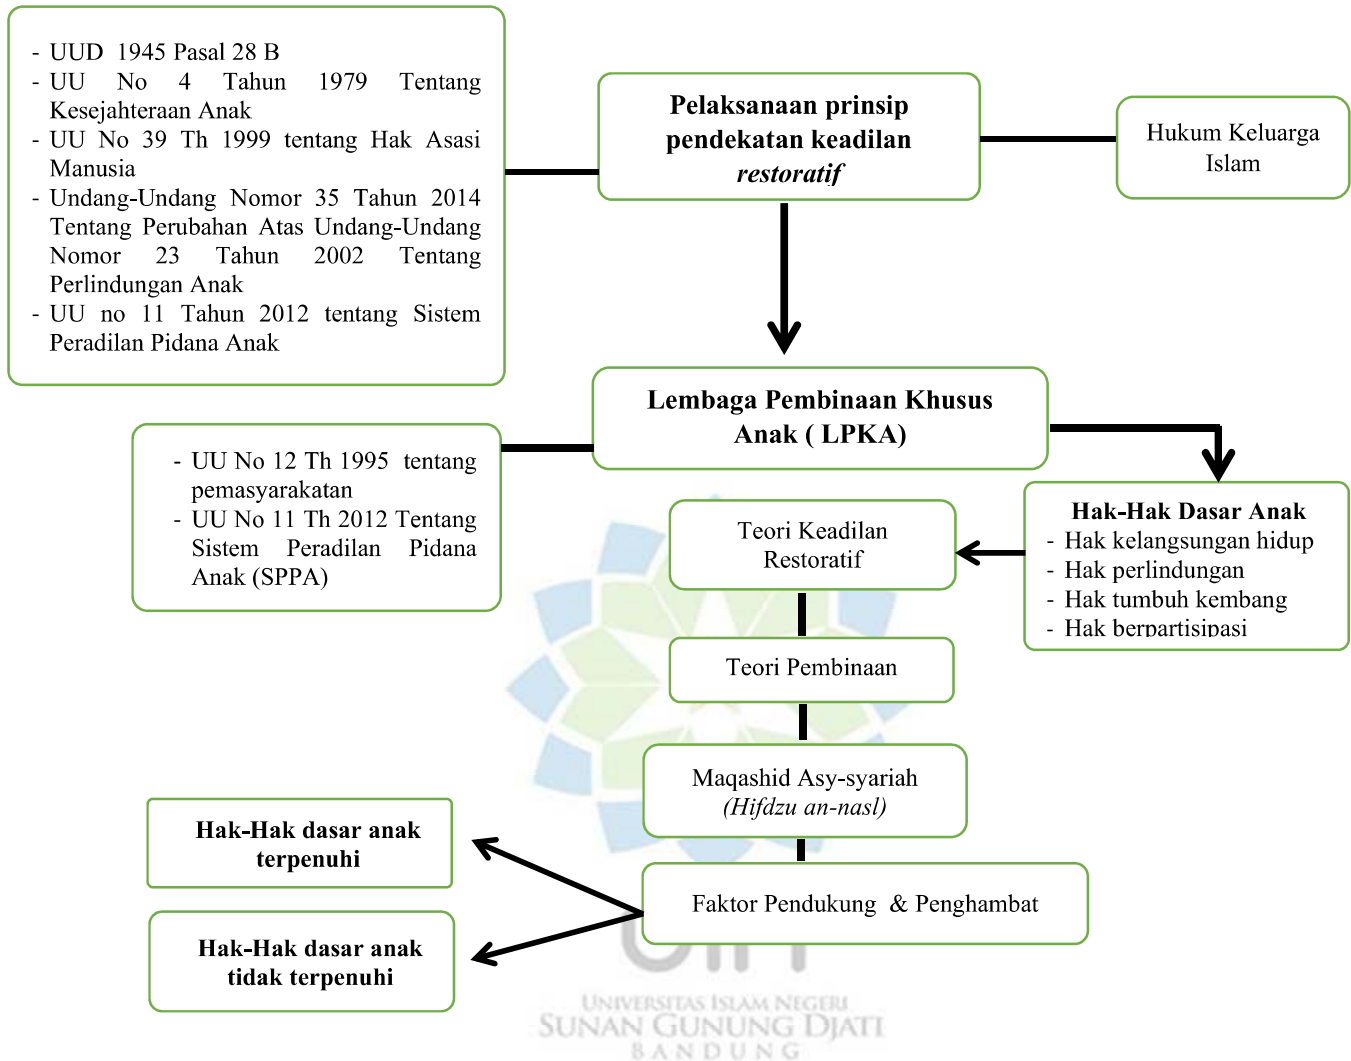 - UUD 1945 Pasal 28 B
- UU No 4 Tahun 1979 Tentang
Kesejahteraan Anak
- UU No 39 Th 1999 tentang Hak Asasi
Manusia
- Undang-Undang Nomor 35 Tahun 2014
Tentang Perubahan Atas Undang-Undang
Nomor 23 Tahun 2002 Tentang
Perlindungan Anak
- UU no 11 Tahun 2012 tentang Sistem
Peradilan Pidana Anak
Pelaksanaan prinsip
pendekatan keadilan
restoratif
Hukum Keluarga
Islam
Lembaga Pembinaan Khusus
Anak ( LPKA)
- UU No 12 Th 1995 tentang
pemasyarakatan
- UU No 11 Th 2012 Tentang
Sistem Peradilan Pidana
Anak (SPPA)
Hak-Hak Dasar Anak
- Hak kelangsungan hidup
- Hak perlindungan
- Hak tumbuh kembang
- Hak berpartisipasi
Teori Keadilan
Restoratif
Teori Pembinaan
Maqashid Asy-syariah
(Hifdzu an-nasl)
Faktor Pendukung & Penghambat
Hak-Hak dasar anak
terpenuhi
Hak-Hak dasar anak
tidak terpenuhi
uin
UNIVERSITAS ISLAM NEGERI
SUNAN GUNUNG DJATI
BANDUNG